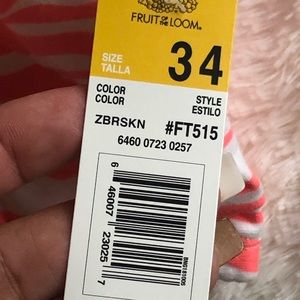 FRUIT OF THE LOOM®
SIZE
TALLA
34
COLOR
COLOR
STYLE
ESTILO
ZBRSKN
#FT515
6460 0723 0257
6 46007 23025 7